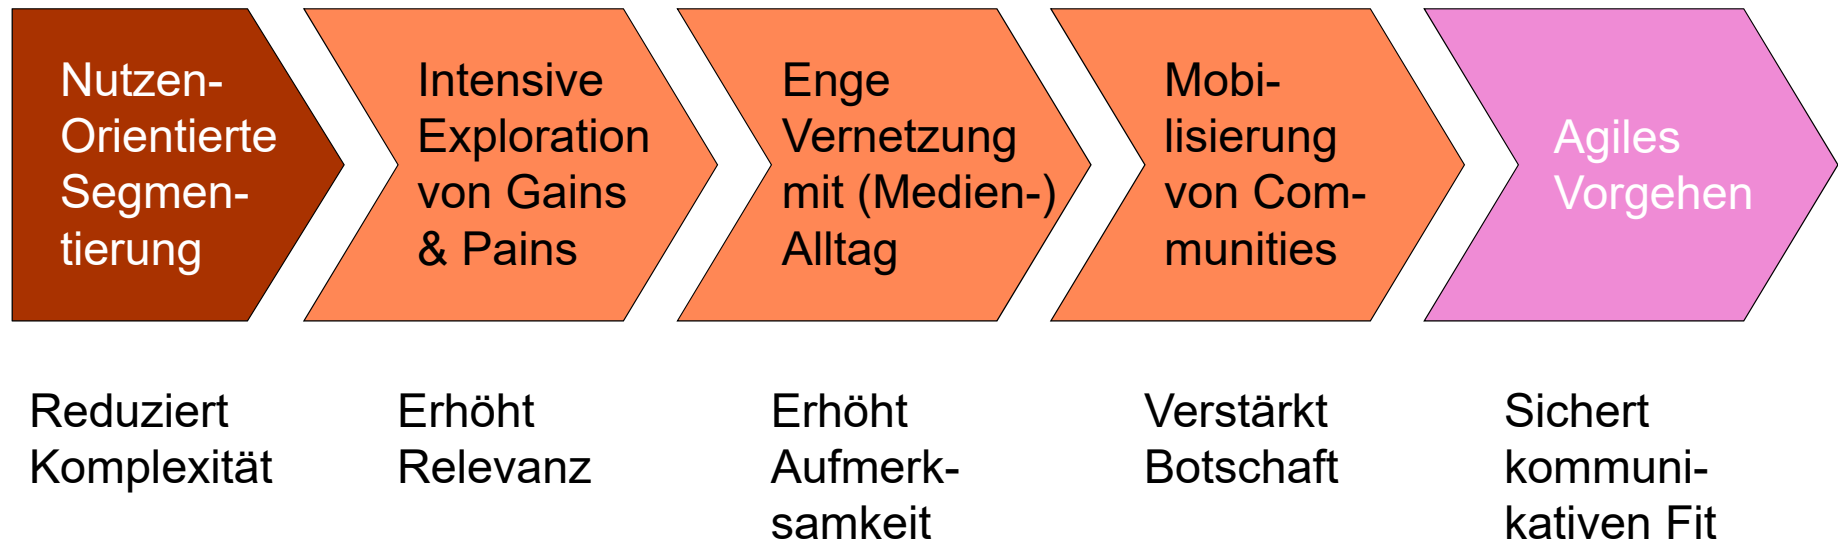 Nutzen-
Orientierte
Segmen-
tierung
Intensive
Exploration
von Gains
& Pains
Enge
Vernetzung
mit (Medien-)
Alltag
Mobi-
lisierung
von Com-
munities
Agiles
Vorgehen
Reduziert
Komplexität
Erhöht
Relevanz
Erhöht
Aufmerk-
samkeit
Verstärkt
Botschaft
Sichert
kommuni-
kativen Fit